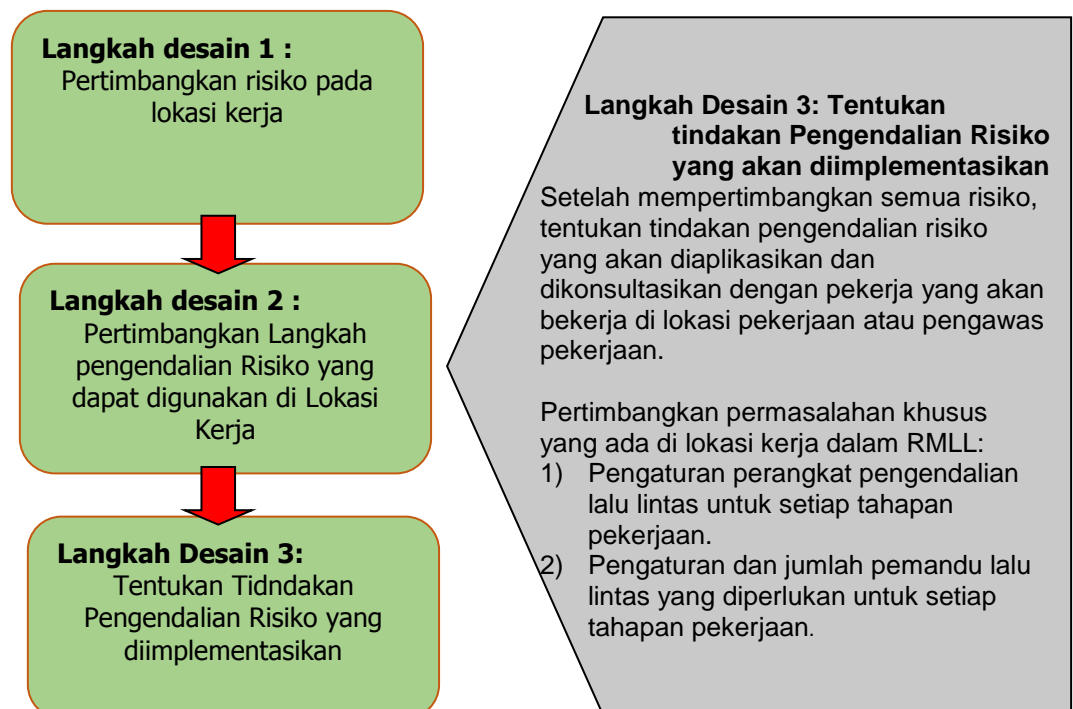 Langkah desain 1 :
Pertimbangkan risiko pada
lokasi kerja
Langkah desain 2 :
Pertimbangkan Langkah
pengendalian Risiko yang
dapat digunakan di Lokasi
Kerja
Langkah Desain 3:
Tentukan Tidndakan
Pengendalian Risiko yang
diimplementasikan
Langkah Desain 3: Tentukan
tindakan Pengendalian Risiko
yang akan diimplementasikan
Setelah mempertimbangkan semua risiko,
tentukan tindakan pengendalian risiko
yang akan diaplikasikan dan
dikonsultasikan dengan pekerja yang akan
bekerja di lokasi pekerjaan atau pengawas
pekerjaan.
Pertimbangkan permasalahan khusus
yang ada di lokasi kerja dalam RMLL:
1) Pengaturan perangkat pengendalian
lalu lintas untuk setiap tahapan
pekerjaan.
2) Pengaturan dan jumlah pemandu lalu
lintas yang diperlukan untuk setiap
tahapan pekerjaan.